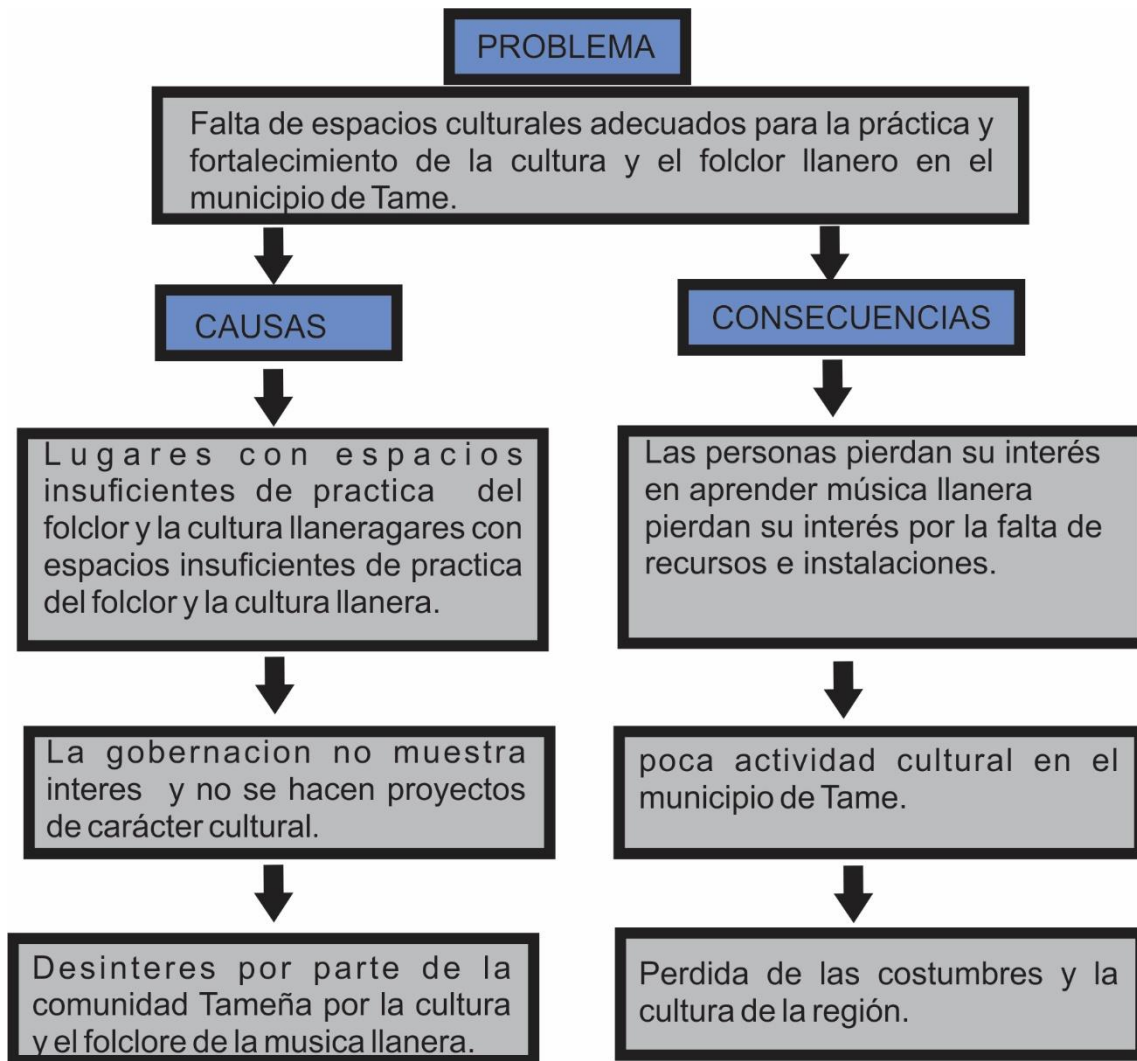 PROBLEMA
Falta de espacios culturales adecuados para la práctica y
fortalecimiento de la cultura y el folclor llanero en el
municipio de Tame.
CAUSAS
CONSECUENCIAS
Lugares con espacios
insuficientes de practica del
folclor y la cultura llaneragares con
espacios insuficientes de practica
del folclor y la cultura llanera.
Las personas pierdan su interés
en aprender música llanera
pierdan su interés por la falta de
recursos e instalaciones.
La gobernacion no muestra
interes y no se hacen proyectos
de carácter cultural.
poca actividad cultural en el
municipio de Tame.
Desinteres por parte de la
comunidad Tameña por la cultura
y el folclore de la musica llanera.
Perdida de las costumbres y la
cultura de la región.